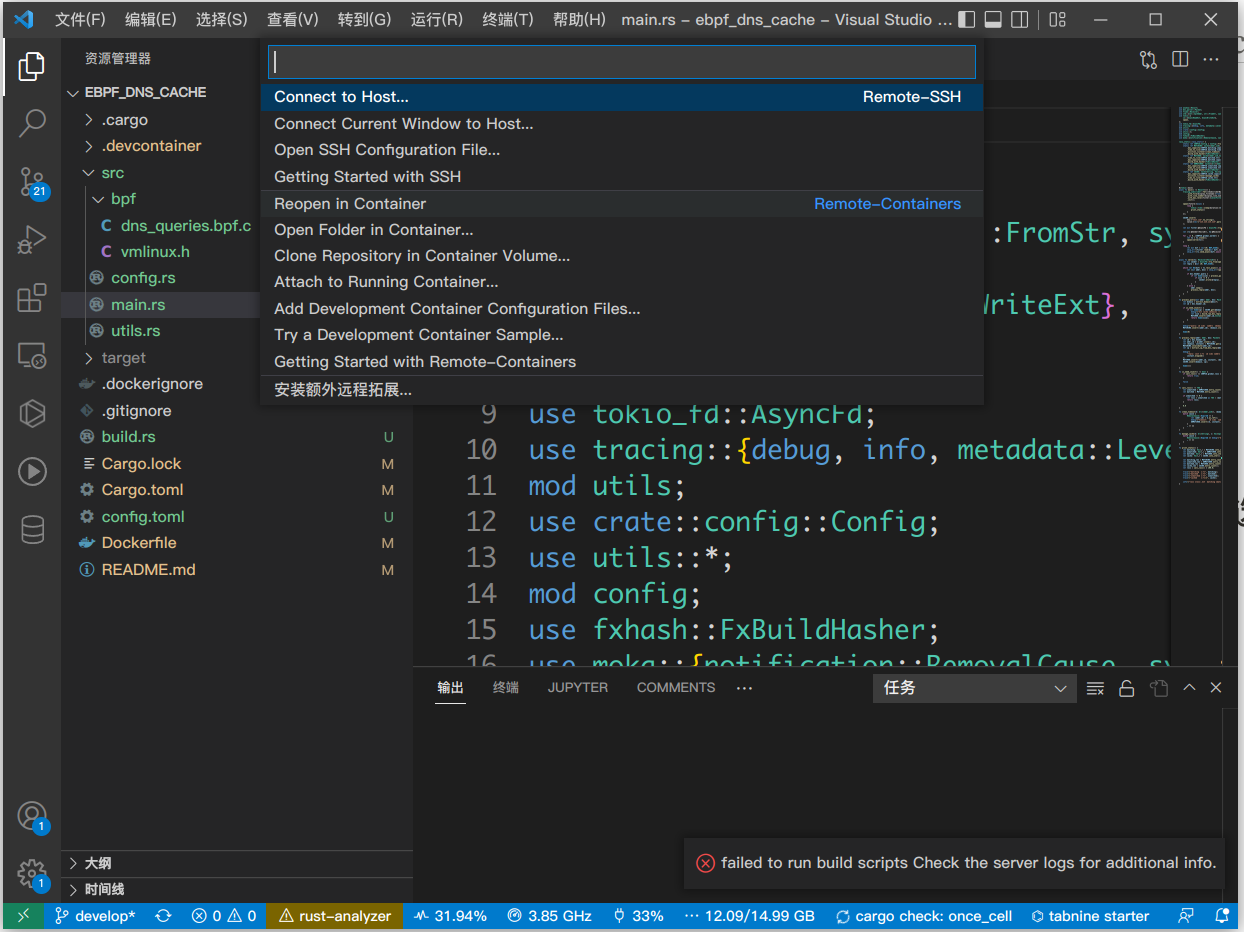 文件(F) 编辑(E) 选择(S) 查看(V) 转到(G) 运行(R) 终端(T) 帮助(H) main.rs - ebpf_dns_cache - Visual Studio ...
资源管理器
EBPF_DNS_CACHE
.cargo
.devcontainer
src
bpf
C dns_queries.bpf.c
C vmlinux.h
config.rs
main.rs
utils.rs
target
.dockerignore
.gitignore
build.rs U
Cargo.lock M
Cargo.toml M
config.toml U
Dockerfile M
README.md M
大纲
时间线
21
1
1
Connect to Host... Remote-SSH
Connect Current Window to Host...
Open SSH Configuration File...
Getting Started with SSH
Reopen in Container Remote-Containers
Open Folder in Container...
Clone Repository in Container Volume...
Attach to Running Container...
Add Development Container Configuration Files...
Try a Development Container Sample...
Getting Started with Remote-Containers
安装额外远程拓展...
:FromStr, sy
WriteExt},
9 use tokio_fd::AsyncFd;
10 use tracing::{debug, info, metadata::Leve
11 mod utils;
12 use crate::config::Config;
13 use utils::*;
14 mod config;
15 use fxhash::FxBuildHasher;
16 use moka::{notification::RemovalCause, sy
输出 终端 JUPYTER COMMENTS ··· 任务
failed to run build scripts Check the server logs for additional info.
develop* 0 0 rust-analyzer 31.94% 3.85 GHz 33% ··· 12.09/14.99 GB cargo check: once_cell tabnine starter